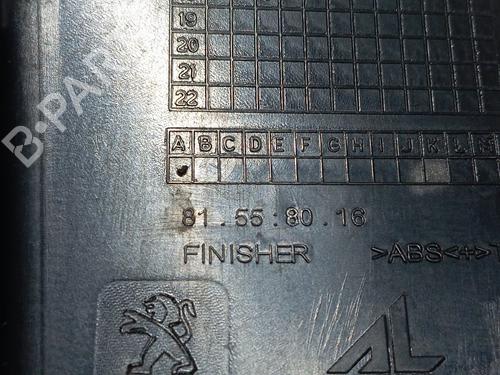 19
20
21
22
A B C D E F G H I J K L M
81.55:80.16
FINISHER >ABS<+>T
B-PAR
AL